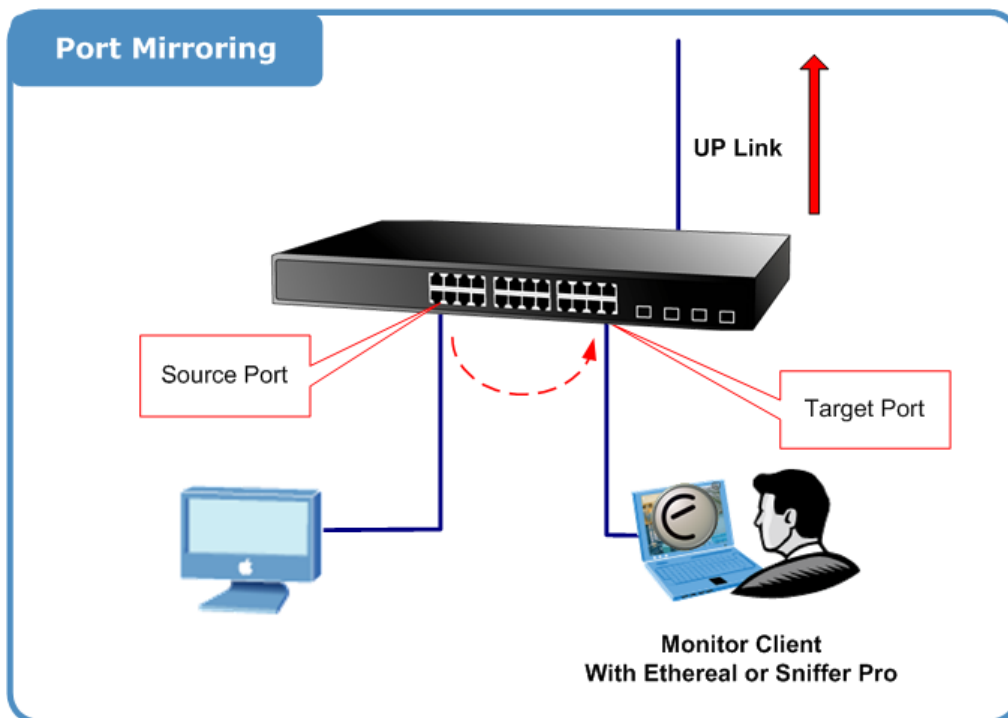 Port Mirroring
UP Link
Source Port
Target Port
Monitor Client
With Ethereal or Sniffer Pro